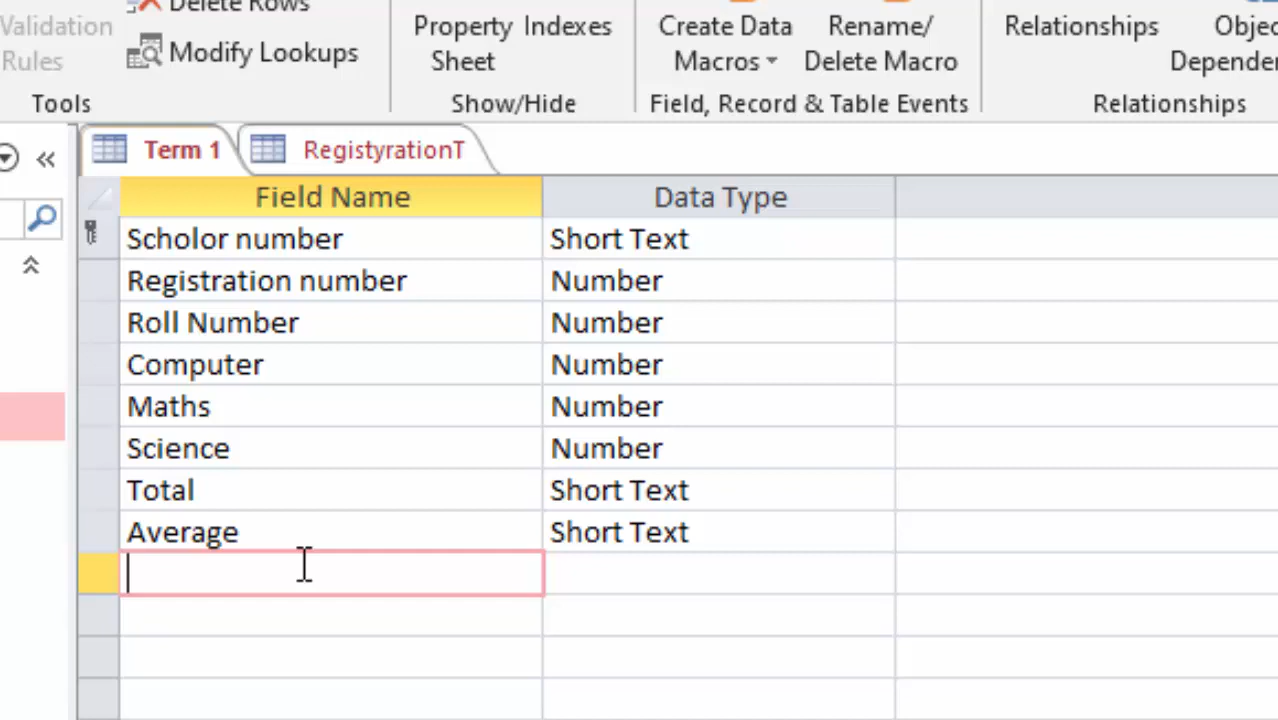 Delete Rows
Validation Rules
Modify Lookups
Tools
Property Sheet
Indexes
Show/Hide
Create Data Macros
Rename/ Delete Macro
Field, Record & Table Events
Relationships
Relationships
Term 1
RegistyrationT
Field Name Data Type
Scholor number Short Text
Registration number Number
Roll Number Number
Computer Number
Maths Number
Science Number
Total Short Text
Average Short Text